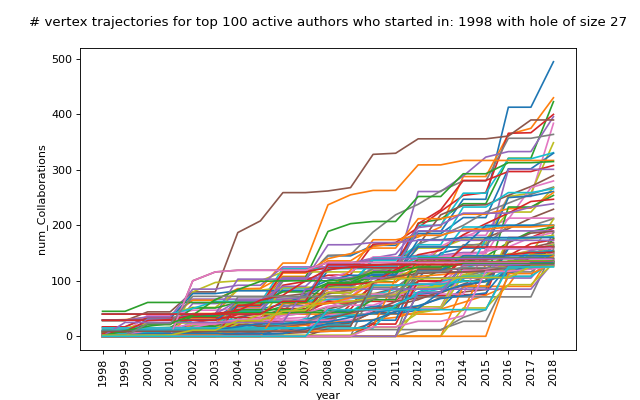 # vertex trajectories for top 100 active authors who started in: 1998 with hole of size 27
500
400
300
200
100
0
num_Collaborations
1998 1999 2000 2001 2002 2003 2004 2005 2006 2007 2008 2009 2010 2011 2012 2013 2014 2015 2016 2017 2018
year